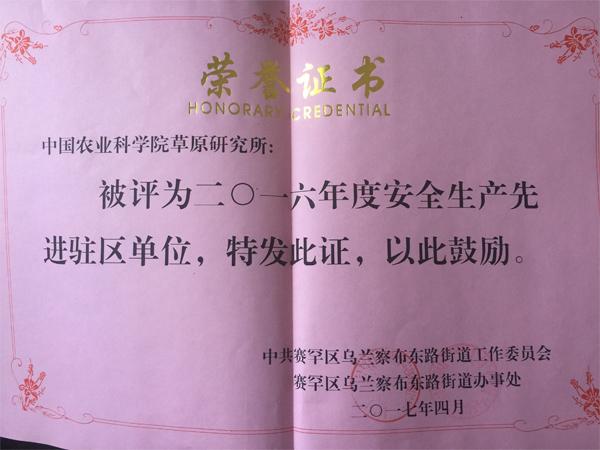 荣誉证书
HONORARY CREDENTIAL
中国农业科学院草原研究所：
被评为二〇一六年度安全生产先
进驻区单位，特发此证，以此鼓励。
中共赛罕区乌兰察布东路街道工作委员会
赛罕区乌兰察布东路街道办事处
二〇一七年四月